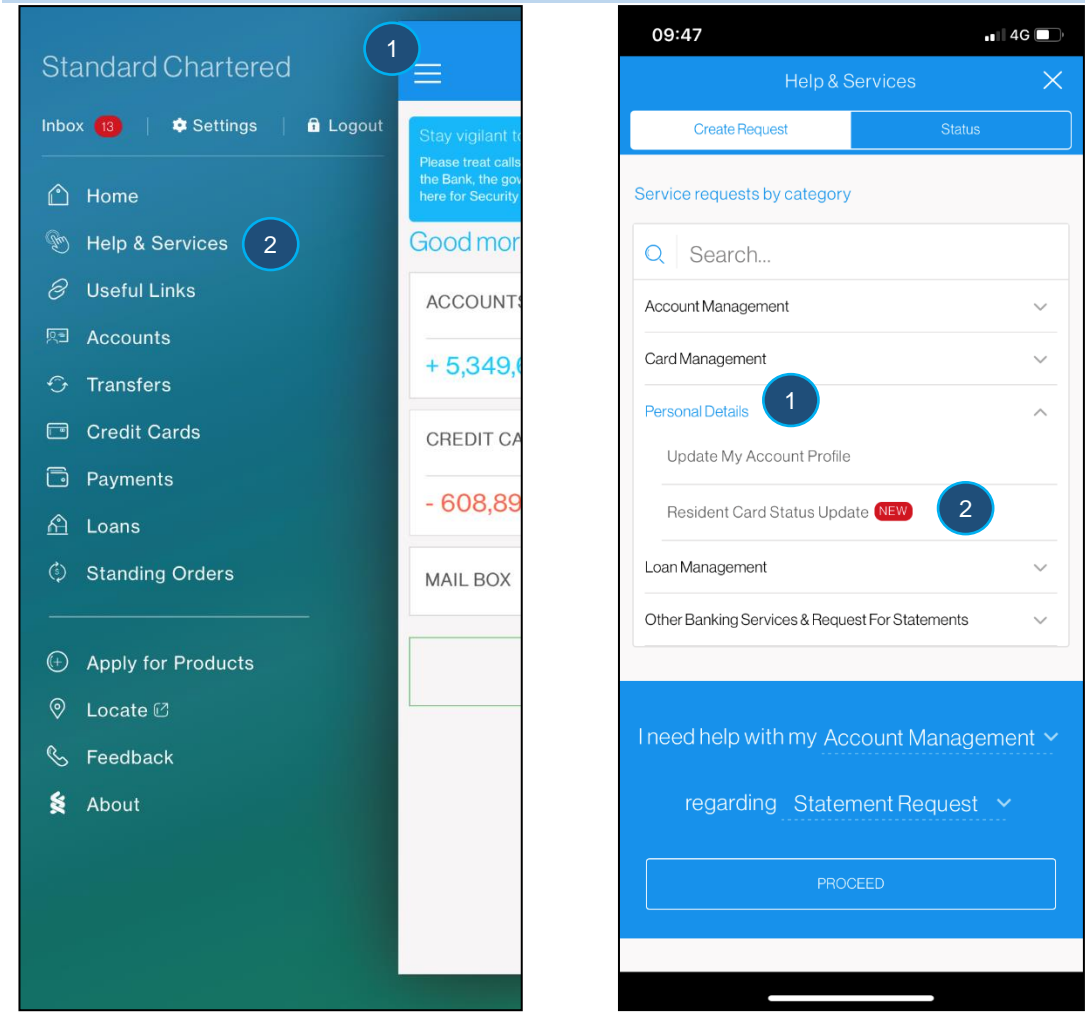 Standard Chartered
1
Inbox 13 Settings Logout
Home
Help & Services 2
Useful Links
Accounts
Transfers
Credit Cards
Payments
Loans
Standing Orders
Apply for Products
Locate
Feedback
About
Stay vigilant
Please treat calls
the Bank, the gov
here for Security
Good mor
ACCOUNTS
+ 5,349,
CREDIT CA
- 608,89
MAIL BOX
09:47 4G
Help & Services
Create Request Status
Service requests by category
Search...
Account Management
Card Management
Personal Details 1
Update My Account Profile
Resident Card Status Update NEW 2
Loan Management
Other Banking Services & Request For Statements
I need help with my Account Management
regarding Statement Request
PROCEED